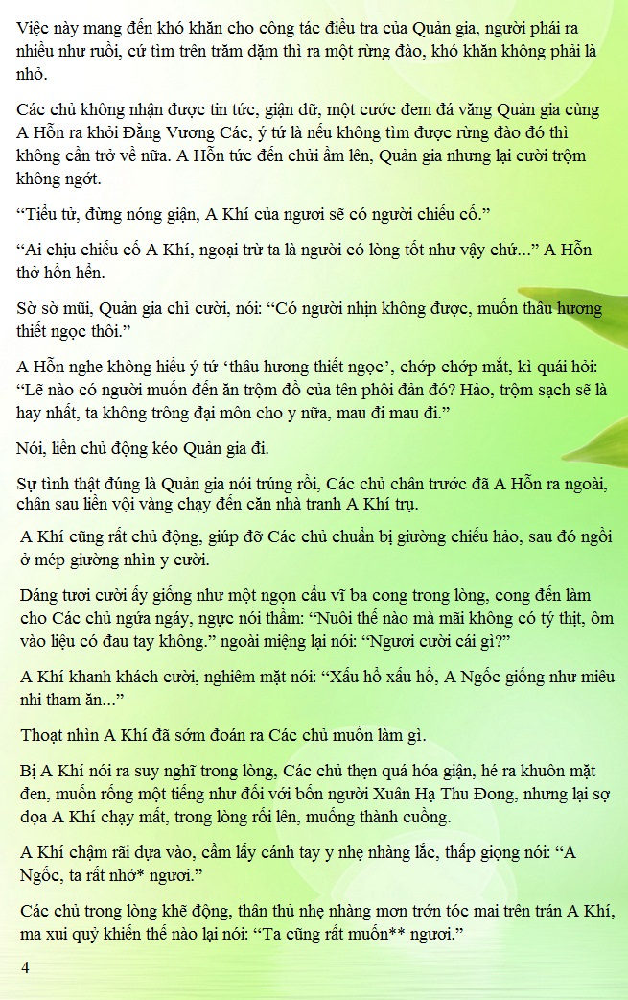 Việc này mang đến khó khăn cho công tác điều tra của Quản gia, người phái ra
nhiều như ruồi, cứ tìm trên trăm dặm thì ra một rừng đào, khó khăn không phải là
nhỏ.
Các chủ không nhận được tin tức, giận dữ, một cước đem đá văng Quản gia cùng
A Hỗn ra khỏi Đằng Vương Các, ý tứ là nếu không tìm được rừng đào đó thì
không cần trở về nữa. A Hỗn tức đến chửi ầm lên, Quản gia nhưng lại cười trộm
không ngớt.
“Tiểu tử, đừng nóng giận, A Khí của ngươi sẽ có người chiếu cố.”
“Ai chịu chiếu cố A Khí, ngoại trừ ta là người có lòng tốt như vậy chứ...” A Hỗn
thở hổn hển.
Sờ sờ mũi, Quản gia chỉ cười, nói: “Có người nhịn không được, muốn thâu hương
thiết ngọc thôi.”
A Hỗn nghe không hiểu ý tứ ‘thâu hương thiết ngọc’, chớp chớp mắt, kì quái hỏi:
“Lẽ nào có người muốn đến ăn trộm đồ của tên phôi đản đó? Hảo, trộm sạch sẽ là
hay nhất, ta không trông đại môn cho y nữa, mau đi mau đi.”
Nói, liền chủ động kéo Quản gia đi.
Sự tình thật đúng là Quản gia nói trúng rồi, Các chủ chân trước đã A Hỗn ra ngoài,
chân sau liền vội vàng chạy đến căn nhà tranh A Khí trụ.
A Khí cũng rất chủ động, giúp đỡ Các chủ chuẩn bị giường chiếu hảo, sau đó ngồi
ở mép giường nhìn y cười.
Dáng tươi cười ấy giống như một ngọn cẩu vĩ ba cong trong lòng, cong đến làm
cho Các chủ ngứa ngáy, ngực nói thầm: “Nuôi thế nào mà mãi không có tý thịt, ôm
vào liệu có đau tay không.” ngoài miệng lại nói: “Ngươi cười cái gì?”
A Khí khanh khách cười, nghiêm mặt nói: “Xấu hổ xấu hổ, A Ngốc giống như miêu
nhi tham ăn...”
Thoạt nhìn A Khí đã sớm đoán ra Các chủ muốn làm gì.
Bị A Khí nói ra suy nghĩ trong lòng, Các chủ thẹn quá hóa giận, hé ra khuôn mặt
đen, muốn rống một tiếng như đối với bốn người Xuân Hạ Thu Đong, nhưng lại sợ
dọa A Khí chạy mất, trong lòng rối lên, muống thành cuồng.
A Khí chậm rãi dựa vào, cầm lấy cánh tay y nhẹ nhàng lắc, thấp giọng nói: “A
Ngốc, ta rất nhớ* ngươi.”
Các chủ trong lòng khẽ động, thân thủ nhẹ nhàng mơn trớn tóc mai trên trán A Khí,
ma xui quỷ khiến thế nào lại nói: “Ta cũng rất muốn** ngươi.”
4